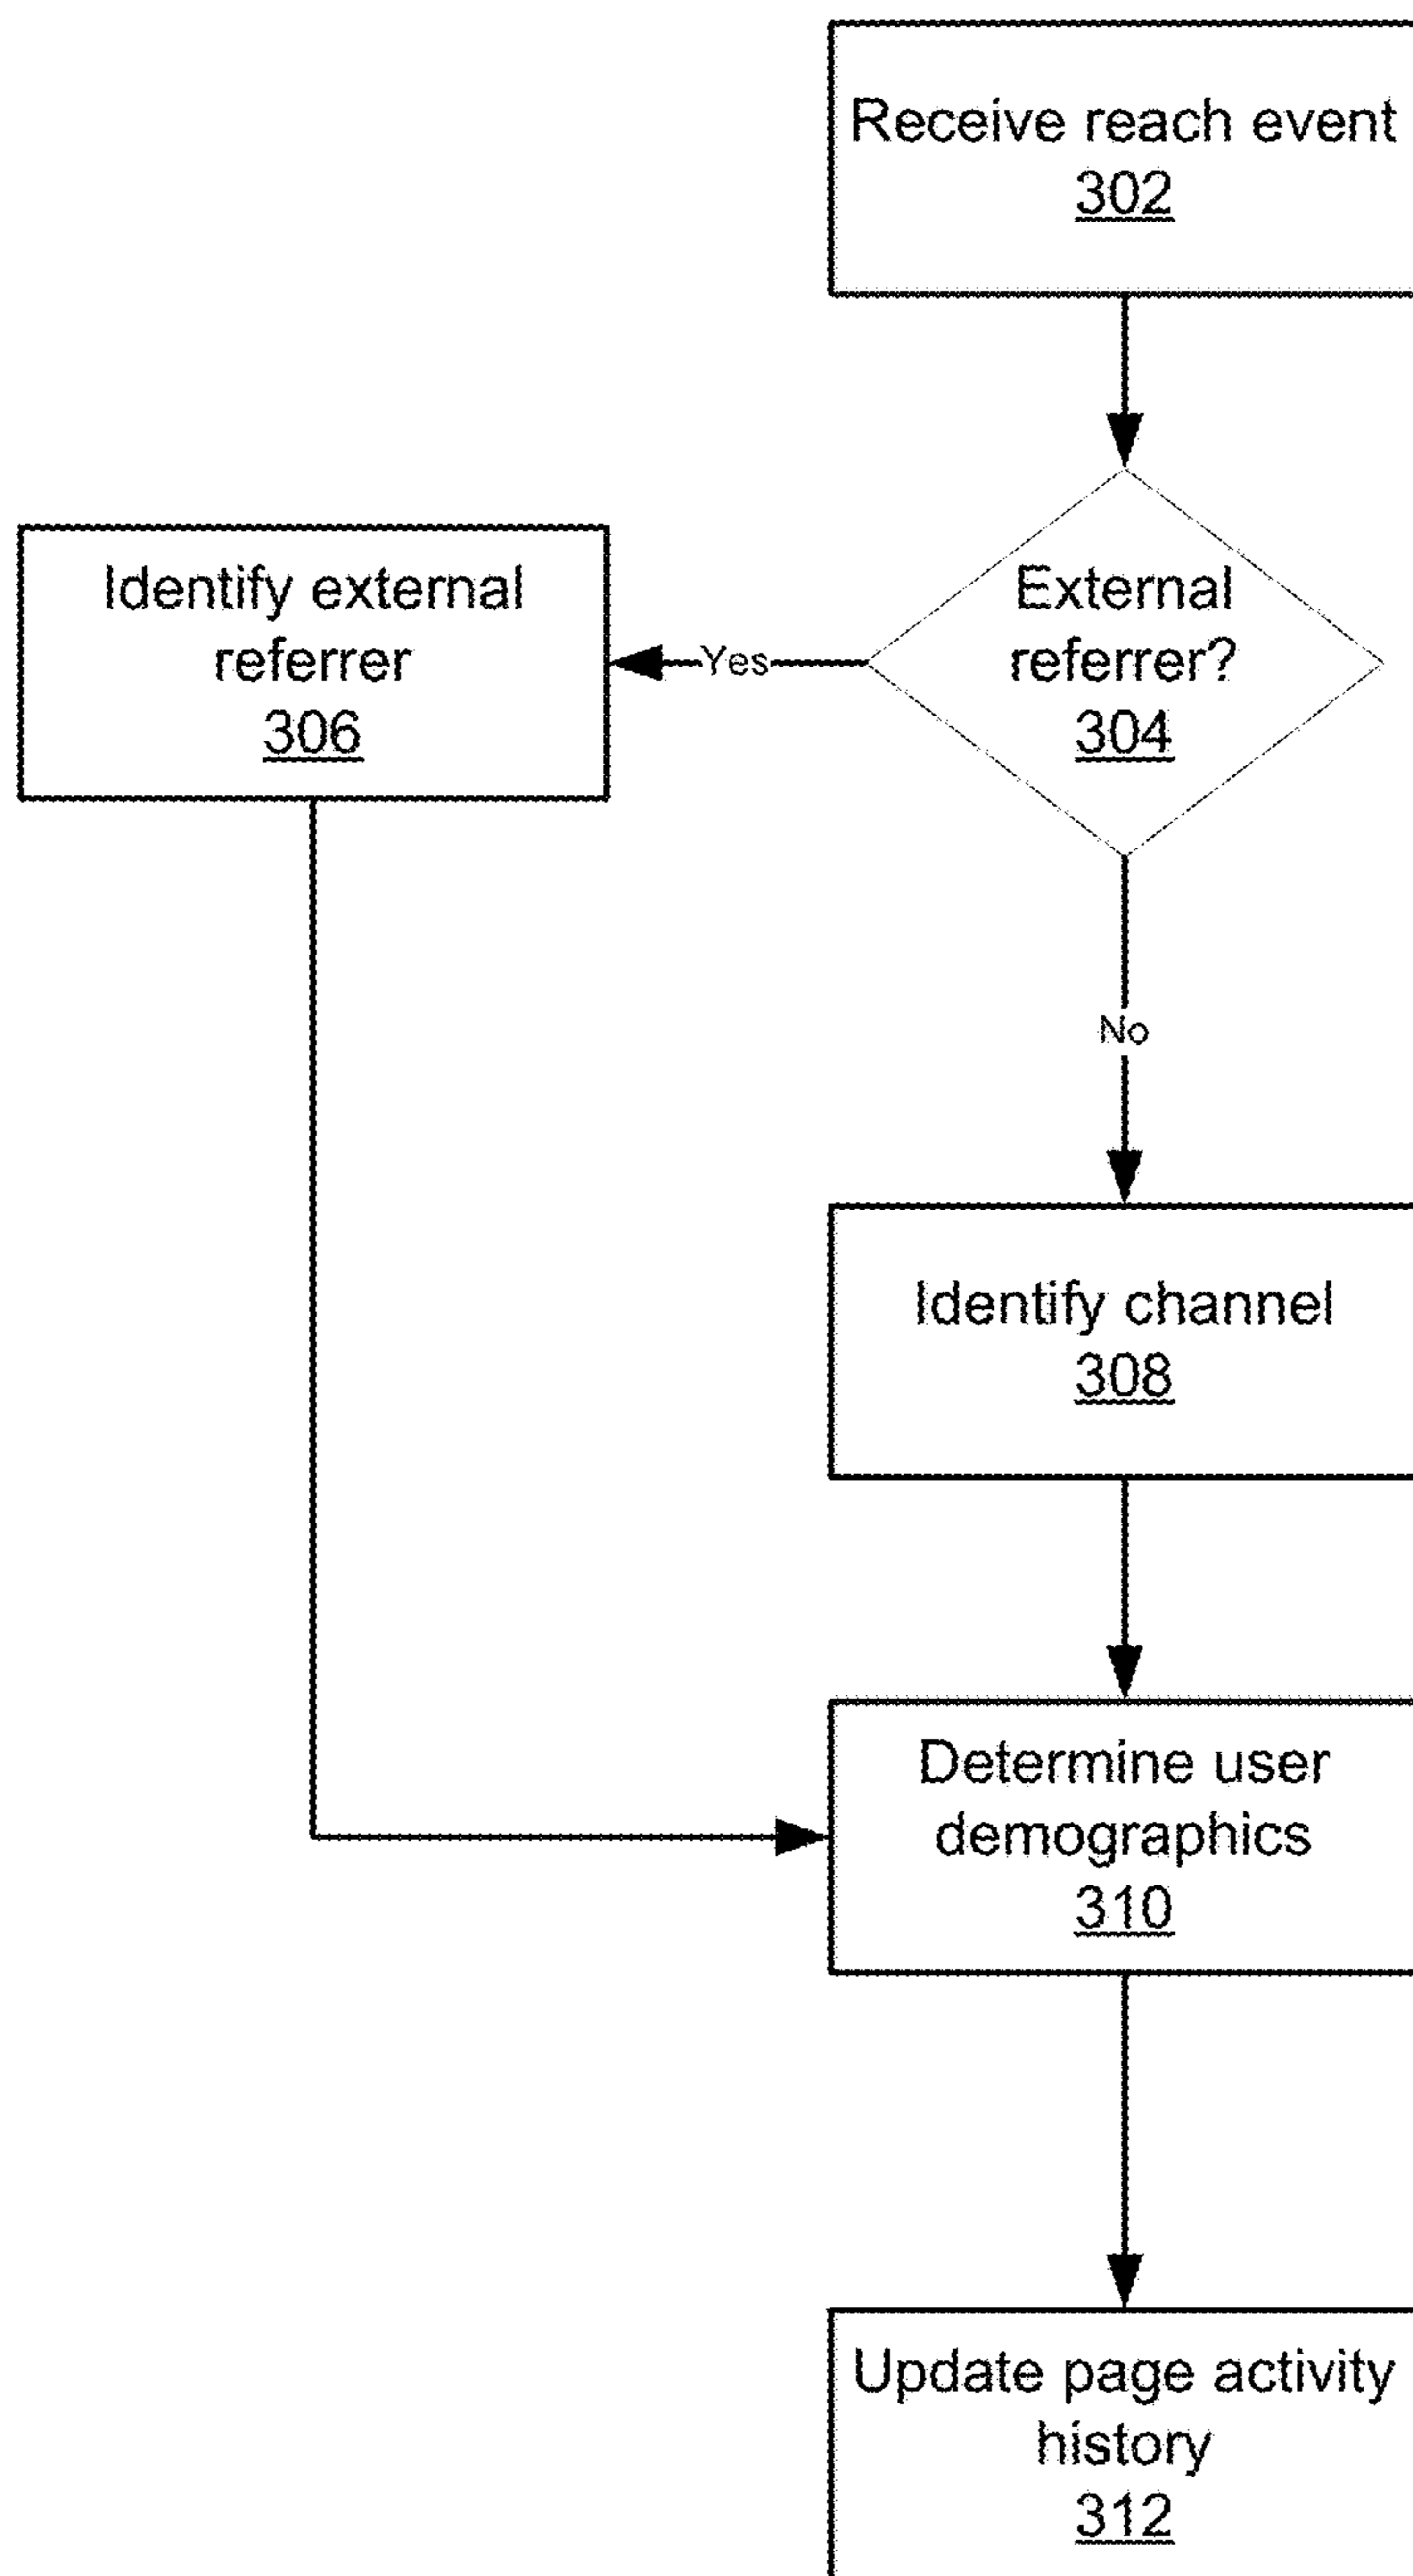 Receive reach event
302
External
referrer?
304
Yes
Identify external
referrer
306
No
Identify channel
308
Determine user
demographics
310
Update page activity
history
312